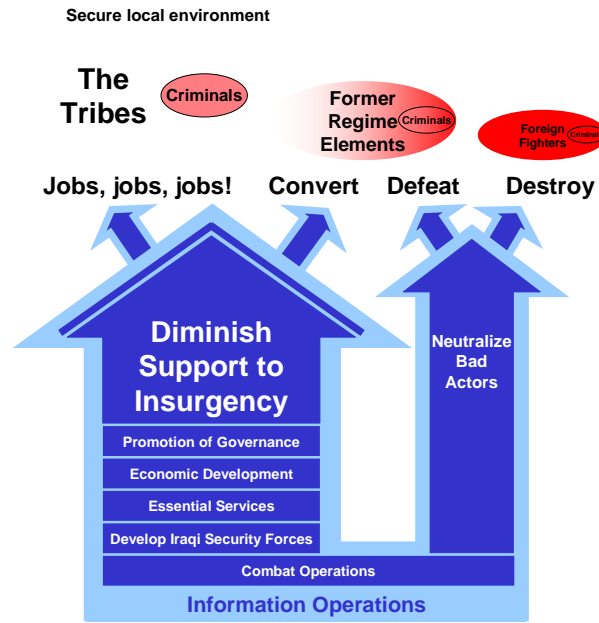 Secure local environment
The
Tribes
Criminals
Former
Regime
Elements
Criminals
Foreign
Fighters
Jobs, jobs, jobs!
Convert
Defeat
Destroy
Diminish
Support to
Insurgency
Neutralize
Bad
Actors
Promotion of Governance
Economic Development
Essential Services
Develop Iraqi Security Forces
Combat Operations
Information Operations